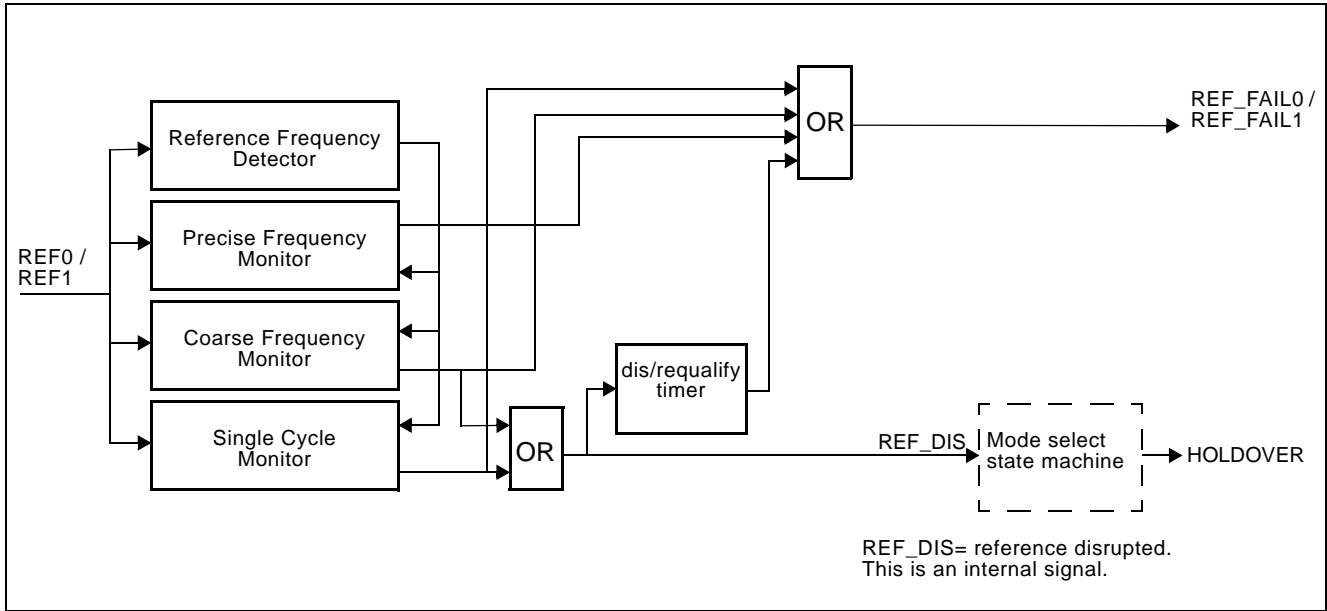 REF0 /
REF1
Reference Frequency
Detector
Precise Frequency
Monitor
Coarse Frequency
Monitor
Single Cycle
Monitor
OR
dis/requalify
timer
OR
REF_FAIL0 /
REF_FAIL1
REF_DIS
Mode select
state machine
HOLDOVER
REF_DIS= reference disrupted.
This is an internal signal.